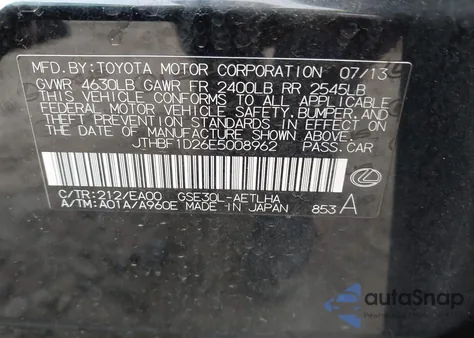 MFD.BY:TOYOTA MOTOR CORPORATION 07/13
GVWR 4630LB GAWR FR 2400LB RR 2545LB
THIS VEHICLE CONFORMS TO ALL APPLICABLE
FEDERAL MOTOR VEHICLE SAFETY,BUMPER,AND
THEFT PREVENTION STANDARDS IN EFFECT ON
THE DATE OF MANUFACTURE SHOWN ABOVE.
JTHBF1D26E5008962 PASS.CAR
C/TR:212/EA00 GSE30L-AETLHA
A/TM:A01A/A960E MADE IN JAPAN 853 A
autoSnap